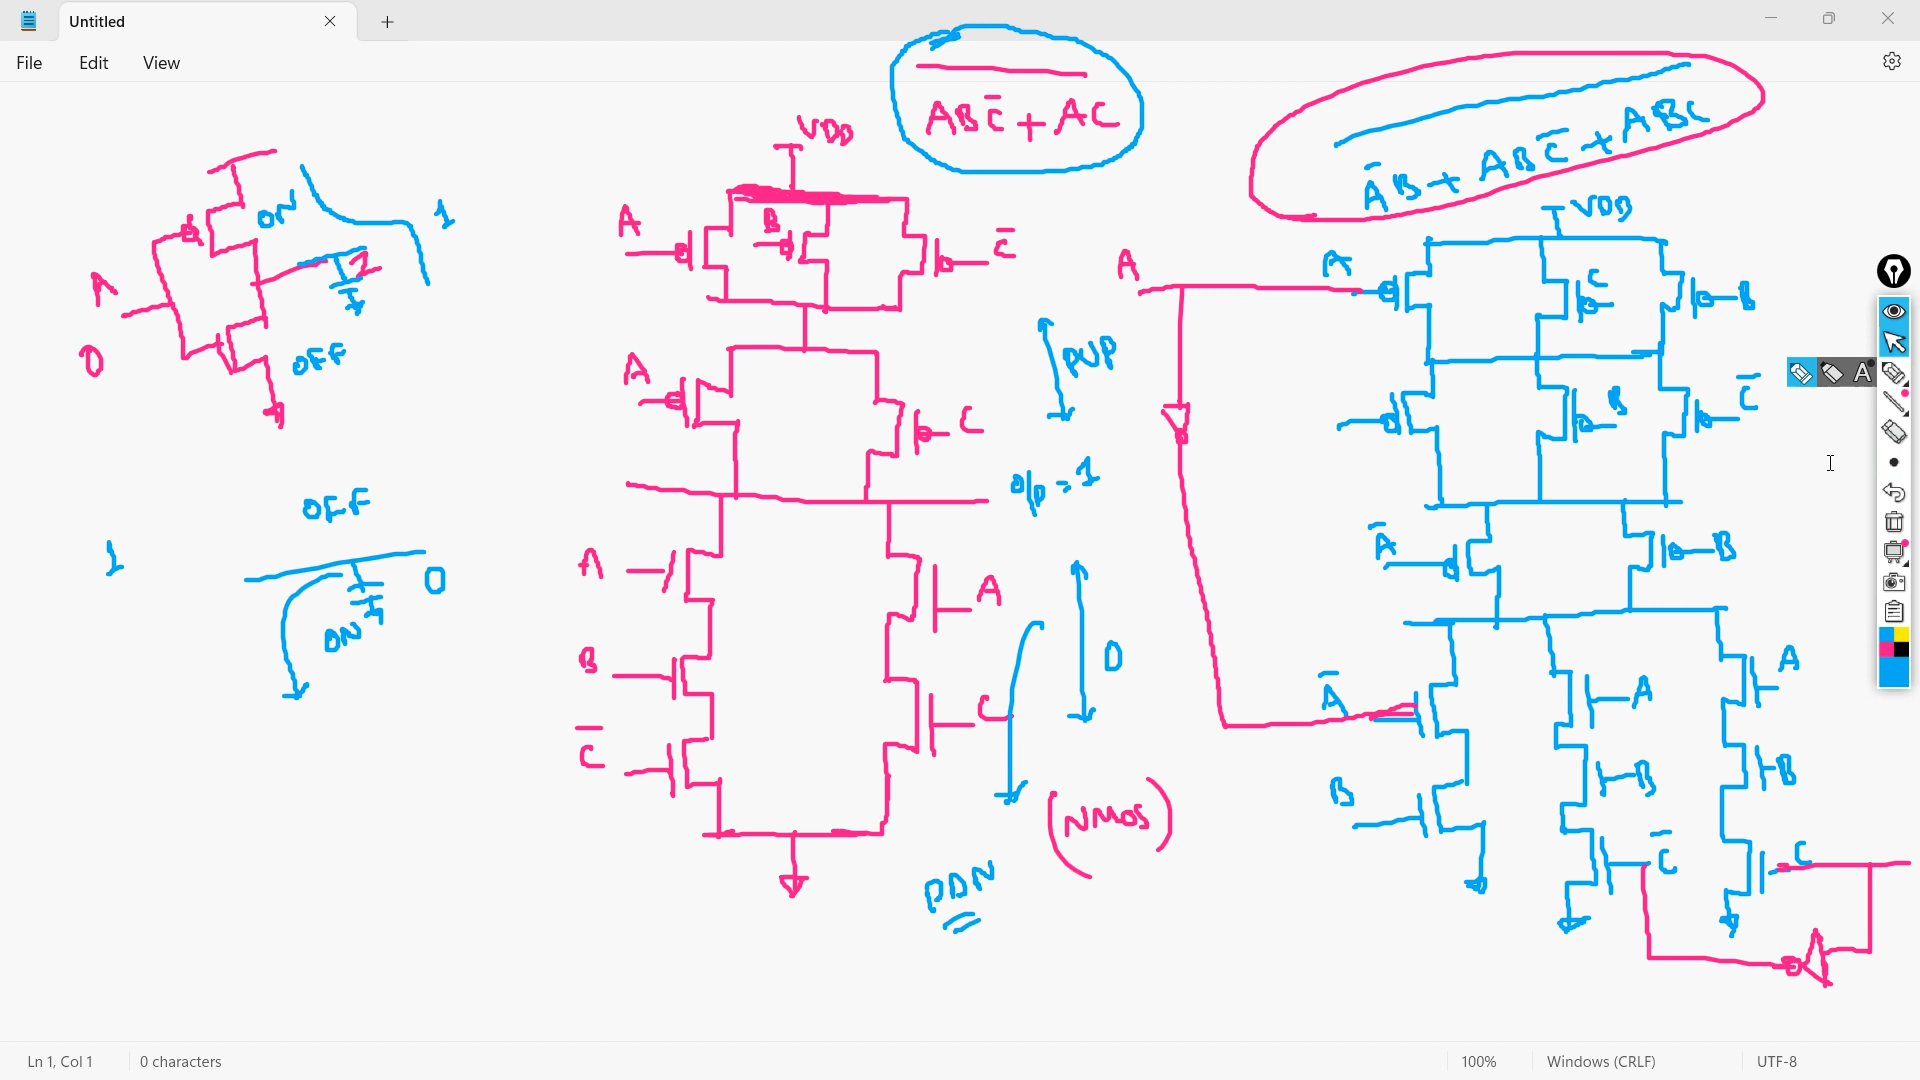 Untitled
File Edit View
ABC̅ + AC
A̅B + ABC̅ + ABC
VDD
VDD
ON
1
A
B
C̅
A
A
C
B
1
A
0
OFF
PUP
A
C
B
C̅
A
O/P = 1
OFF
1
0
ON
A
A
A̅
B
B
D
A̅
A
A
C̅
C
B
B
B
(NMOS)
C̅
C
PDN
Ln 1, Col 1 0 characters 100% Windows (CRLF) UTF-8